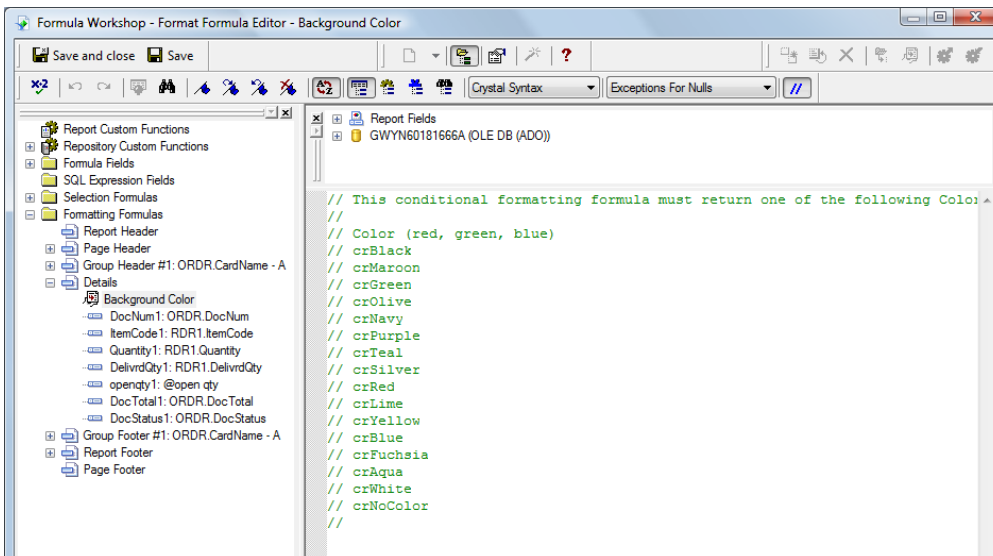 Formula Workshop - Format Formula Editor - Background Color
Save and close Save
Crystal Syntax Exceptions For Nulls //
Report Custom Functions
Repository Custom Functions
Formula Fields
SQL Expression Fields
Selection Formulas
Formatting Formulas
Report Header
Page Header
Group Header #1: ORDR.CardName - A
Details
Background Color
DocNum1: ORDR.DocNum
ItemCode1: RDR1.ItemCode
Quantity1: RDR1.Quantity
DelivrdQty1: RDR1.DelivrdQty
openqty1: @open qty
DocTotal1: ORDR.DocTotal
DocStatus1: ORDR.DocStatus
Group Footer #1: ORDR.CardName - A
Report Footer
Page Footer
Report Fields
GWYN60181666A (OLE DB (ADO))
// This conditional formatting formula must return one of the following Color
//
// Color (red, green, blue)
// crBlack
// crMaroon
// crGreen
// crOlive
// crNavy
// crPurple
// crTeal
// crSilver
// crRed
// crLime
// crYellow
// crBlue
// crFuchsia
// crAqua
// crWhite
// crNoColor
//